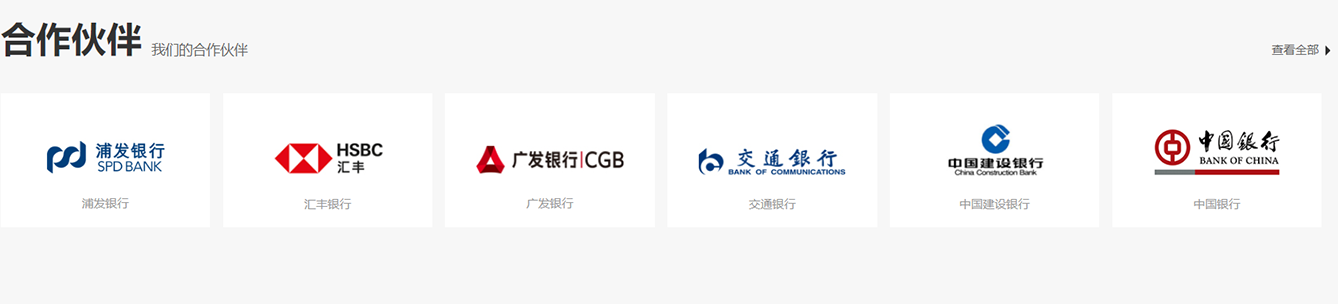 合作伙伴 我们的合作伙伴
查看全部
浦发银行
SPD BANK
浦发银行
HSBC
汇丰
汇丰银行
广发银行|CGB
广发银行
交通銀行
BANK OF COMMUNICATIONS
交通银行
中国建设银行
China Construction Bank
中国建设银行
中国銀行
BANK OF CHINA
中国银行